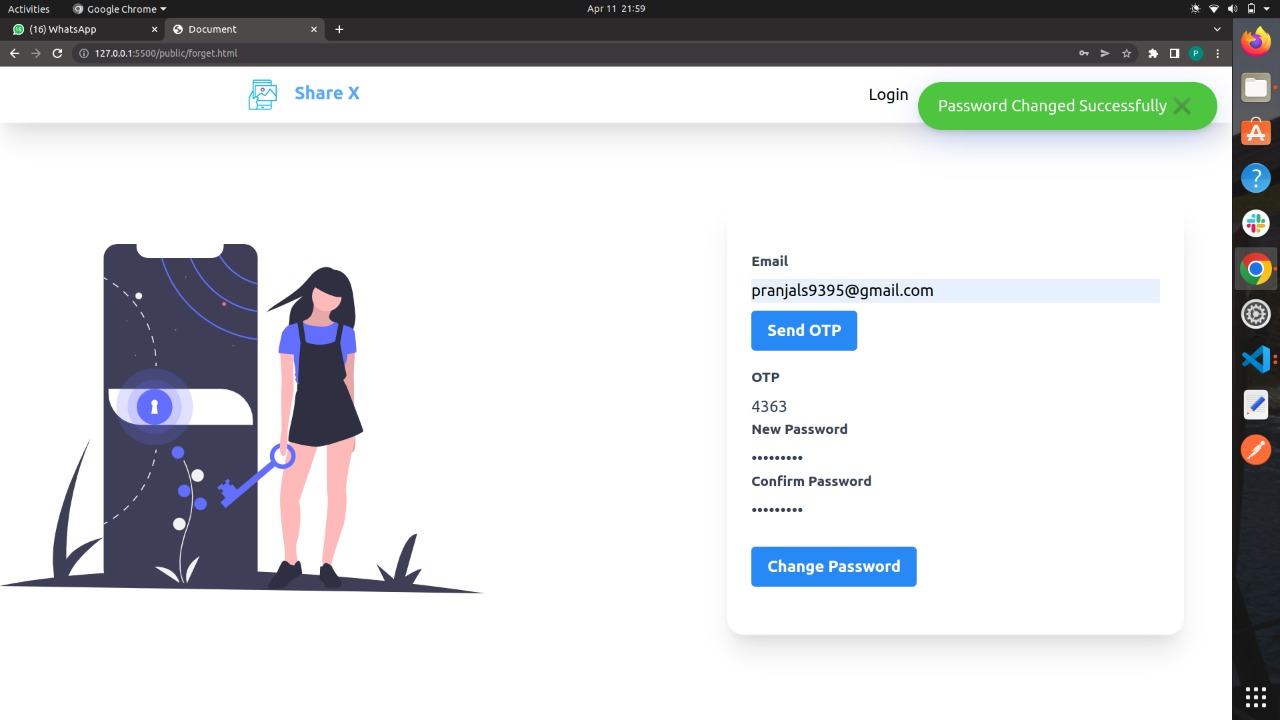 Activities
Google Chrome
Apr 11 21:59
(16) WhatsApp
Document
127.0.0.1:5500/public/forget.html
P
Share X
Login
Password Changed Successfully
Email
pranjals9395@gmail.com
Send OTP
OTP
4363
New Password
•••••••••
Confirm Password
•••••••••
Change Password